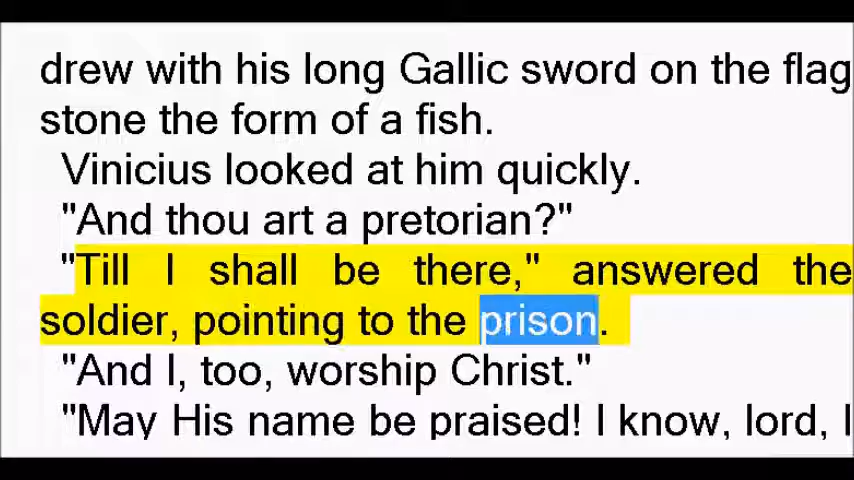 drew with his long Gallic sword on the flag
stone the form of a fish.
Vinicius looked at him quickly.
"And thou art a pretorian?"
"Till I shall be there," answered the
soldier, pointing to the prison.
"And I, too, worship Christ."
"May His name be praised! I know, lord, I